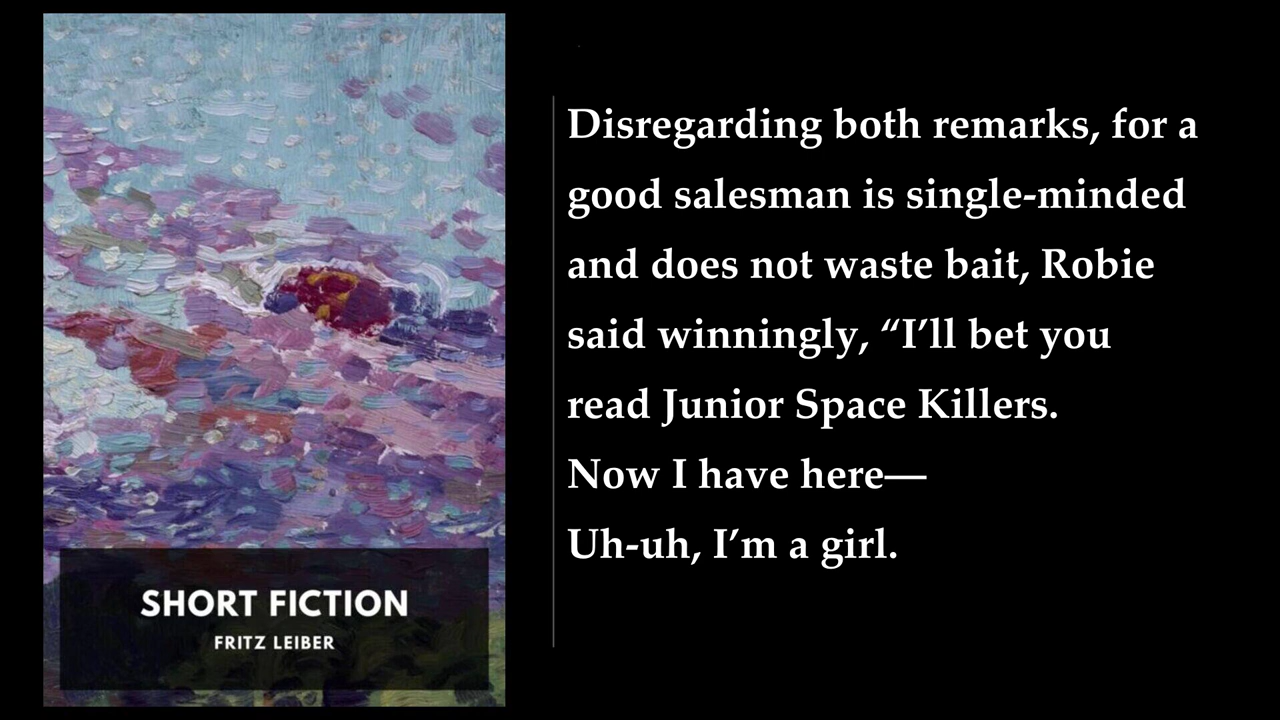 SHORT FICTION
FRITZ LEIBER
Disregarding both remarks, for a
good salesman is single-minded
and does not waste bait, Robie
said winningly, “I’ll bet you
read Junior Space Killers.
Now I have here—
Uh-uh, I’m a girl.